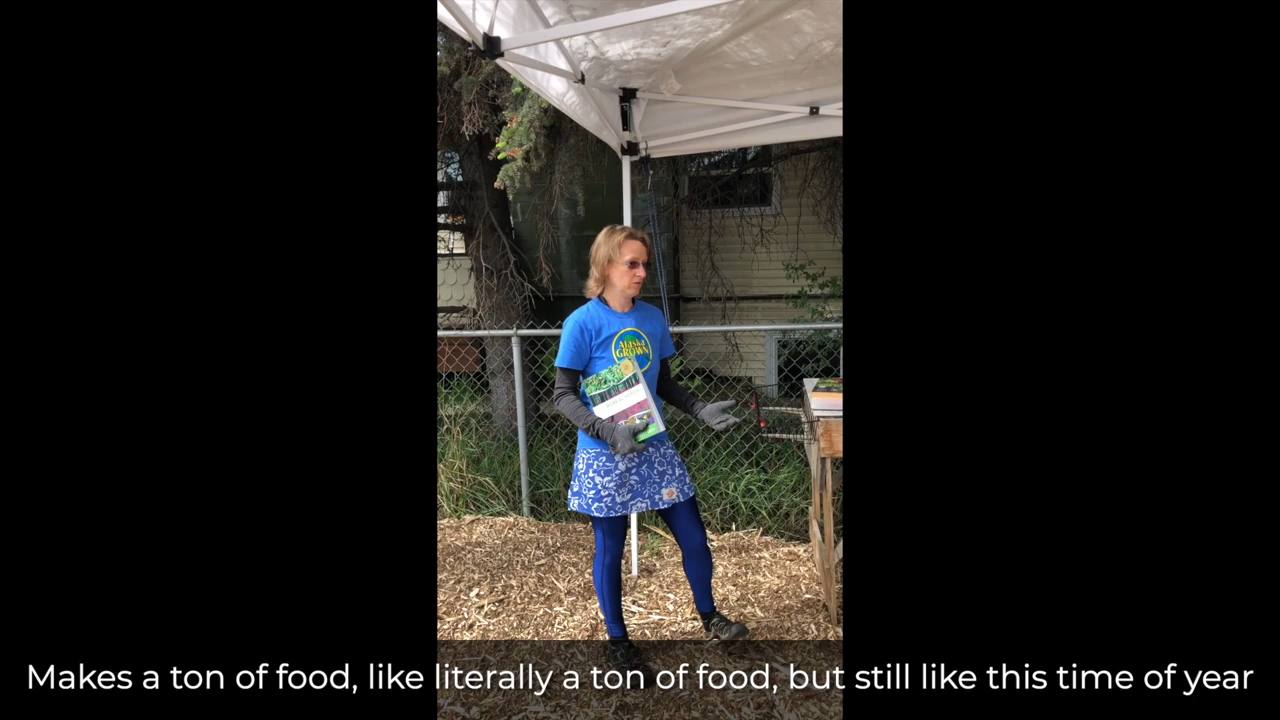 Alaska
GROWN
Makes a ton of food, like literally a ton of food, but still like this time of year